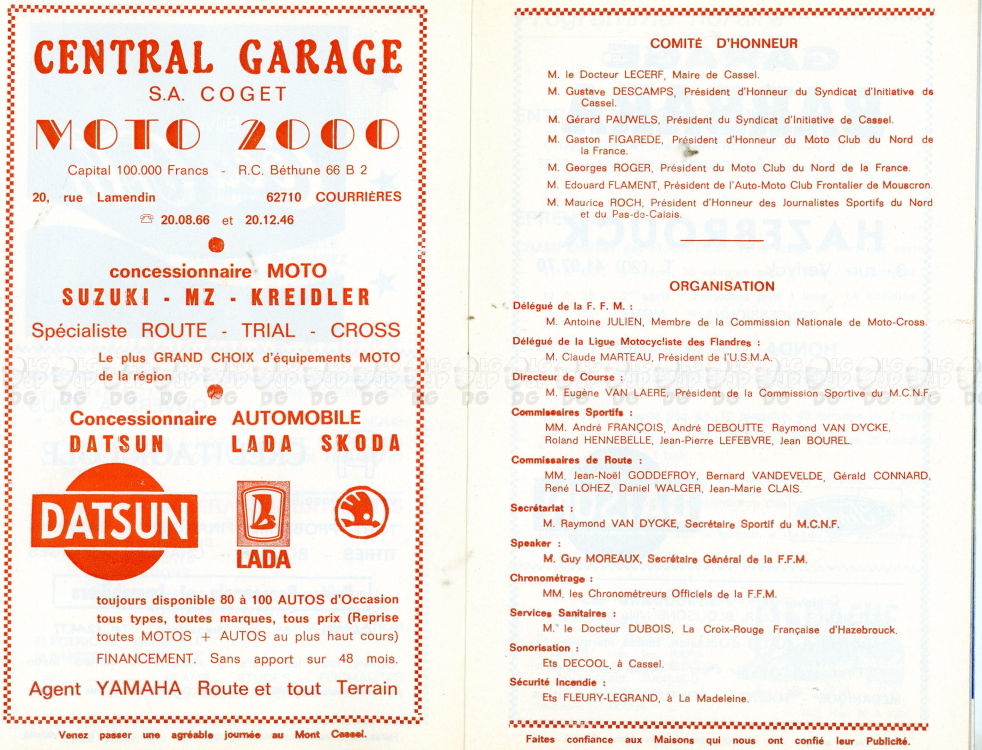 CENTRAL GARAGE
S.A. COGET
MOTO 2000
Capital 100.000 Francs - R.C. Béthune 66 B 2
20, rue Lamendin 62710 COURRIÈRES
☏ 20.08.66 et 20.12.46
concessionnaire MOTO
SUZUKI - MZ - KREIDLER
Spécialiste ROUTE - TRIAL - CROSS
Le plus GRAND CHOIX d'équipements MOTO
de la région
Concessionnaire AUTOMOBILE
DATSUN LADA SKODA
DATSUN
LADA
toujours disponible 80 à 100 AUTOS d'Occasion
tous types, toutes marques, tous prix (Reprise
toutes MOTOS + AUTOS au plus haut cours)
FINANCEMENT. Sans apport sur 48 mois.
Agent YAMAHA Route et tout Terrain
Venez passer une agréable journée au Mont Cassel.
COMITÉ D'HONNEUR
M. le Docteur LECERF, Maire de Cassel.
M. Gustave DESCAMPS, Président d'Honneur du Syndicat d'Initiative de
Cassel.
M. Gérard PAUWELS, Président du Syndicat d'Initiative de Cassel.
M. Gaston FIGAREDE, Président d'Honneur du Moto Club du Nord de
la France.
M. Georges ROGER, Président du Moto Club du Nord de la France.
M. Edouard FLAMENT, Président de l'Auto-Moto Club Frontalier de Mouscron.
M. Maurice ROCH, Président d'Honneur des Journalistes Sportifs du Nord
et du Pas-de-Calais.
ORGANISATION
Délégué de la F. F. M. :
M. Antoine JULIEN, Membre de la Commission Nationale de Moto-Cross.
Délégué de la Ligue Motocycliste des Flandres :
M. Claude MARTEAU, Président de l'U.S.M.A.
Directeur de Course :
M. Eugène VAN LAERE, Président de la Commission Sportive du M.C.N.F.
Commissaires Sportifs :
MM. André FRANÇOIS, André DEBOUTTE, Raymond VAN DYCKE,
Roland HENNEBELLE, Jean-Pierre LEFEBVRE, Jean BOUREL.
Commissaires de Route :
MM. Jean-Noël GODDEFROY, Bernard VANDEVELDE, Gérald CONNARD,
René LOHEZ, Daniel WALGER, Jean-Marie CLAIS.
Secrétariat :
M. Raymond VAN DYCKE, Secrétaire Sportif du M.C.N.F.
Speaker :
M. Guy MOREAUX, Secrétaire Général de la F.F.M.
Chronométrage :
MM. les Chronométreurs Officiels de la F.F.M.
Services Sanitaires :
M. le Docteur DUBOIS, La Croix-Rouge Française d'Hazebrouck.
Sonorisation :
Ets DECOOL, à Cassel.
Sécurité Incendie :
Ets FLEURY-LEGRAND, à La Madeleine.
Faites confiance aux Maisons qui nous ont confié leur Publicité.